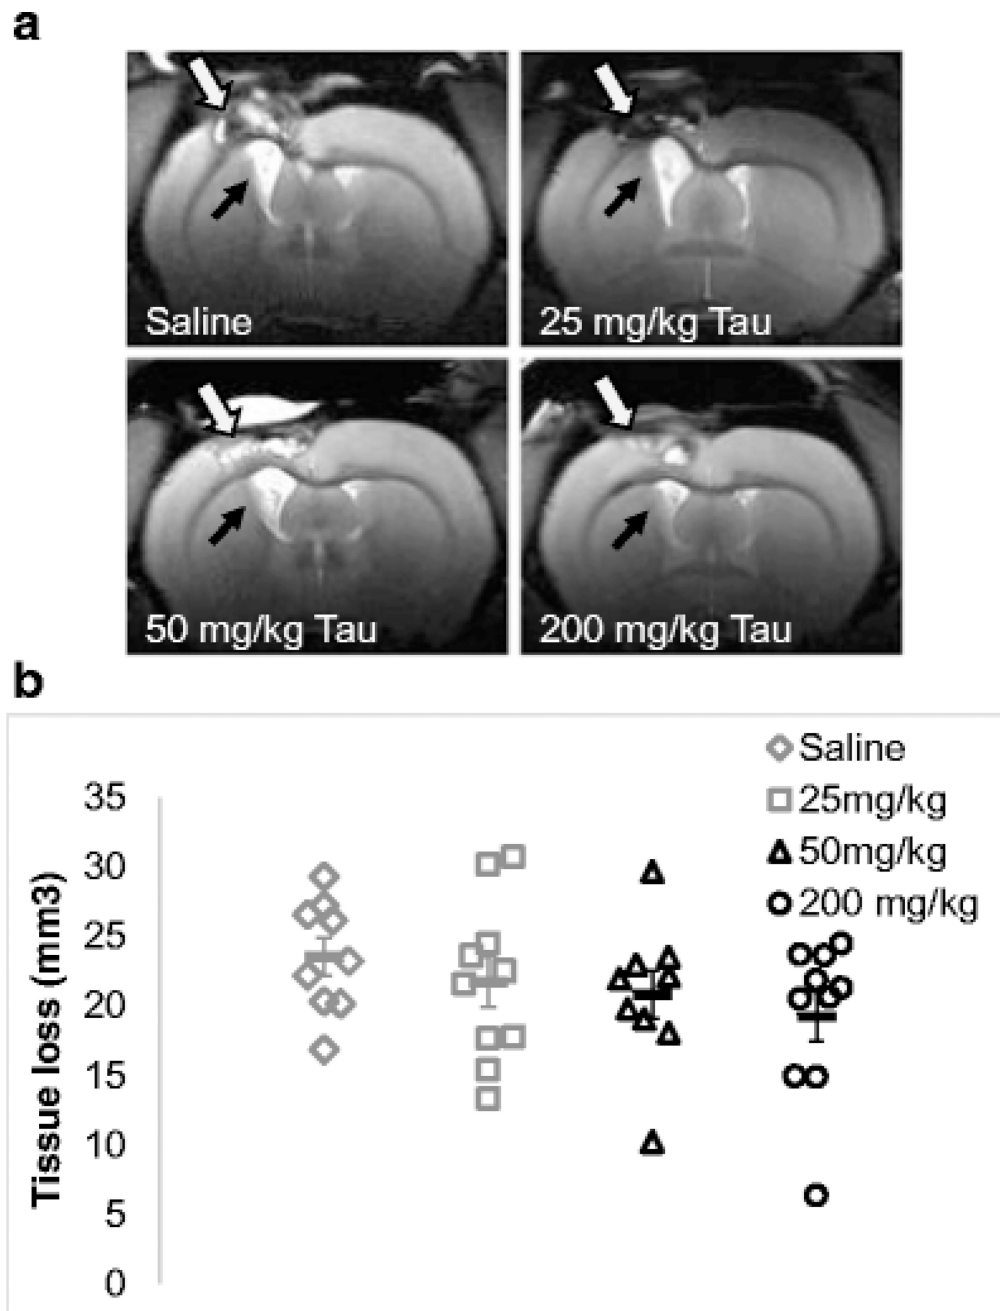 a
Saline
25 mg/kg Tau
50 mg/kg Tau
200 mg/kg Tau
b
Saline
25mg/kg
50mg/kg
200 mg/kg
Tissue loss (mm3)
35
30
25
20
15
10
5
0